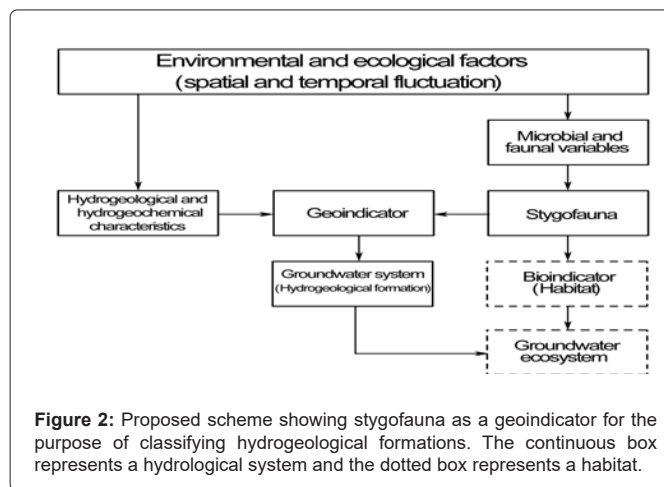 Environmental and ecological factors
(spatial and temporal fluctuation)
Microbial and
faunal variables
Hydrogeological and
hydrogeochemical
characteristics
Geoindicator
Stygofauna
Groundwater system
(Hydrogeological formation)
Bioindicator
(Habitat)
Groundwater
ecosystem
Figure 2: Proposed scheme showing stygofauna as a geoindicator for the
purpose of classifying hydrogeological formations. The continuous box
represents a hydrological system and the dotted box represents a habitat.